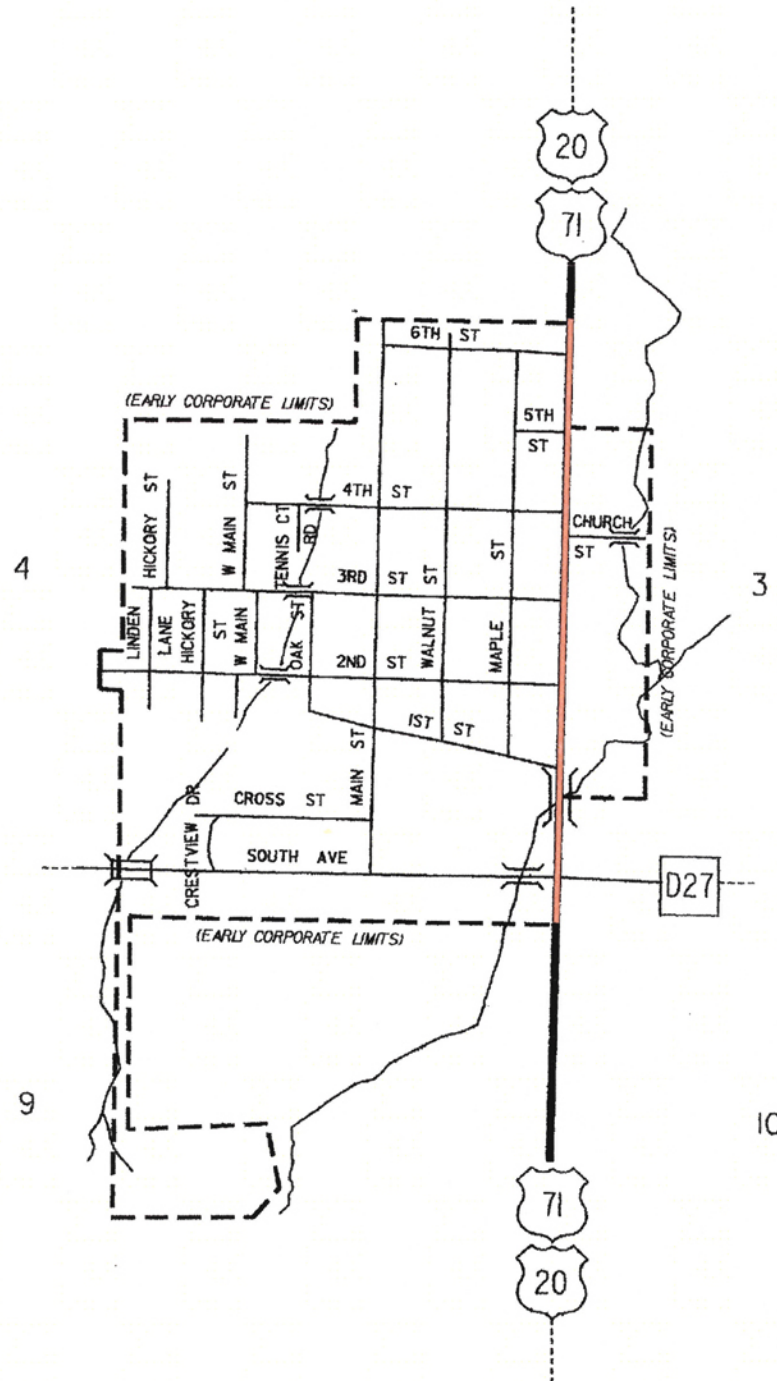 20
71
6TH ST
(EARLY CORPORATE LIMITS)
5TH
ST
HICKORY ST
W MAIN ST
4TH ST
TENNIS CT
RD
CHURCH
ST
(EARLY CORPORATE LIMITS)
4
3
3RD ST
LINDEN
LANE
HICKORY
ST
W MAIN
OAK ST
WALNUT ST
MAPLE ST
2ND ST
1ST ST
MAIN ST
CROSS ST
CRESTVIEW DR
SOUTH AVE
D27
(EARLY CORPORATE LIMITS)
9
10
71
20